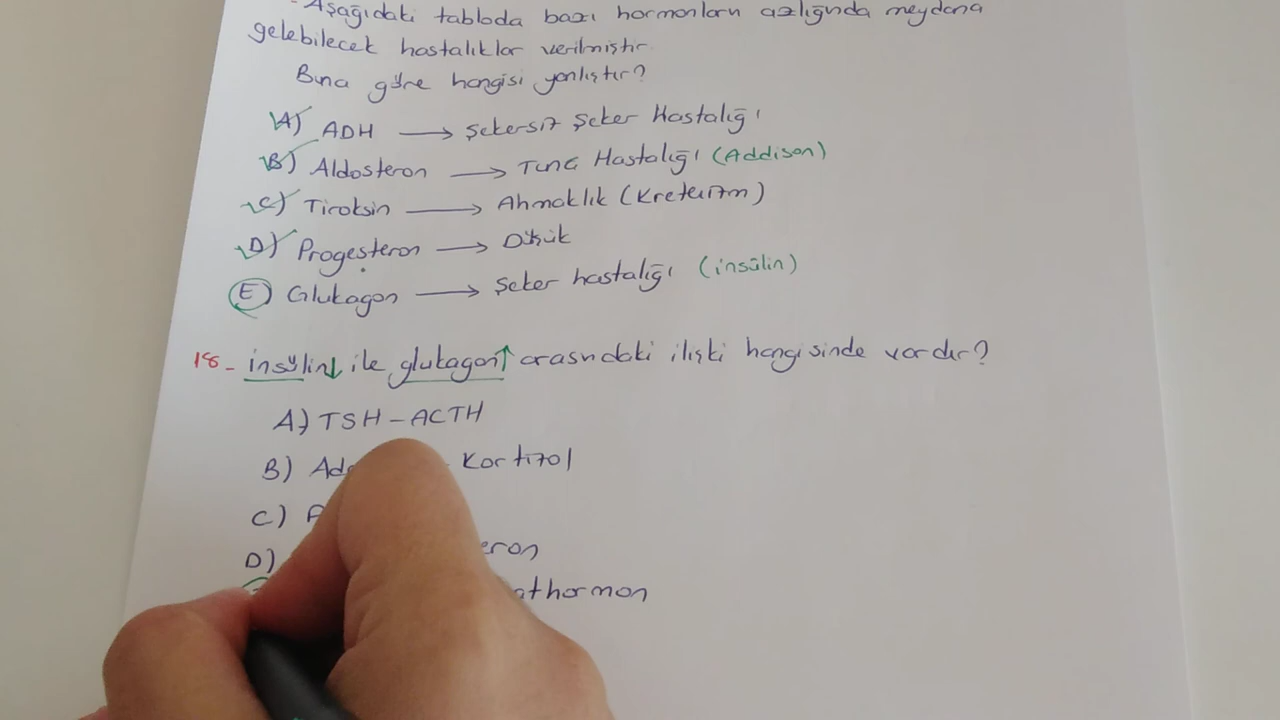 - Aşağıdaki tabloda bazı hormonların azlığında meydana
gelebilecek hastalıklar verilmiştir.
Buna göre hangisi yanlıştır?
A) ADH → Şekersiz Şeker Hastalığı
B) Aldosteron → Tunç Hastalığı (Addison)
C) Tiroksin → Ahmaklık (Kretenizm)
D) Progesteron → Düşük
E) Glukagon → Şeker hastalığı (insülin)
18- insülin↓ ile glukagon↑ arasındaki ilişki hangisinde vardır?
A) TSH - ACTH
B) Kortizol
C)
D) eron
athormon